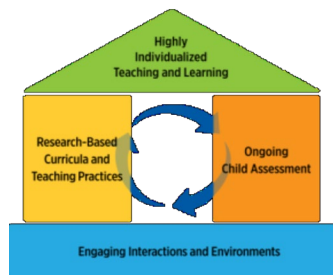 Highly
Individualized
Teaching and Learning
Research-Based
Curricula and
Teaching Practices
Ongoing
Child Assessment
Engaging Interactions and Environments